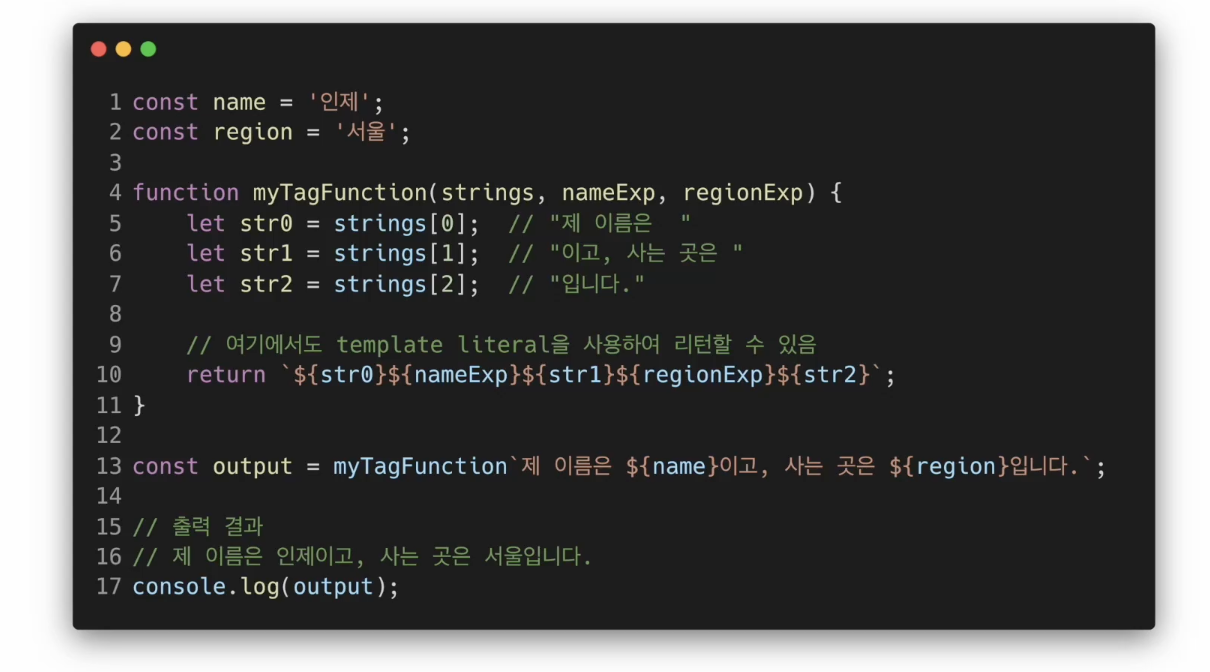 1 const name = '인제';
2 const region = '서울';
3
4 function myTagFunction(strings, nameExp, regionExp) {
5     let str0 = strings[0];  // "제 이름은  "
6     let str1 = strings[1];  // "이고, 사는 곳은 "
7     let str2 = strings[2];  // "입니다."
8
9     // 여기에서도 template literal을 사용하여 리턴할 수 있음
10     return `${str0}${nameExp}${str1}${regionExp}${str2}`;
11 }
12
13 const output = myTagFunction`제 이름은 ${name}이고, 사는 곳은 ${region}입니다.`;
14
15 // 출력 결과
16 // 제 이름은 인제이고, 사는 곳은 서울입니다.
17 console.log(output);